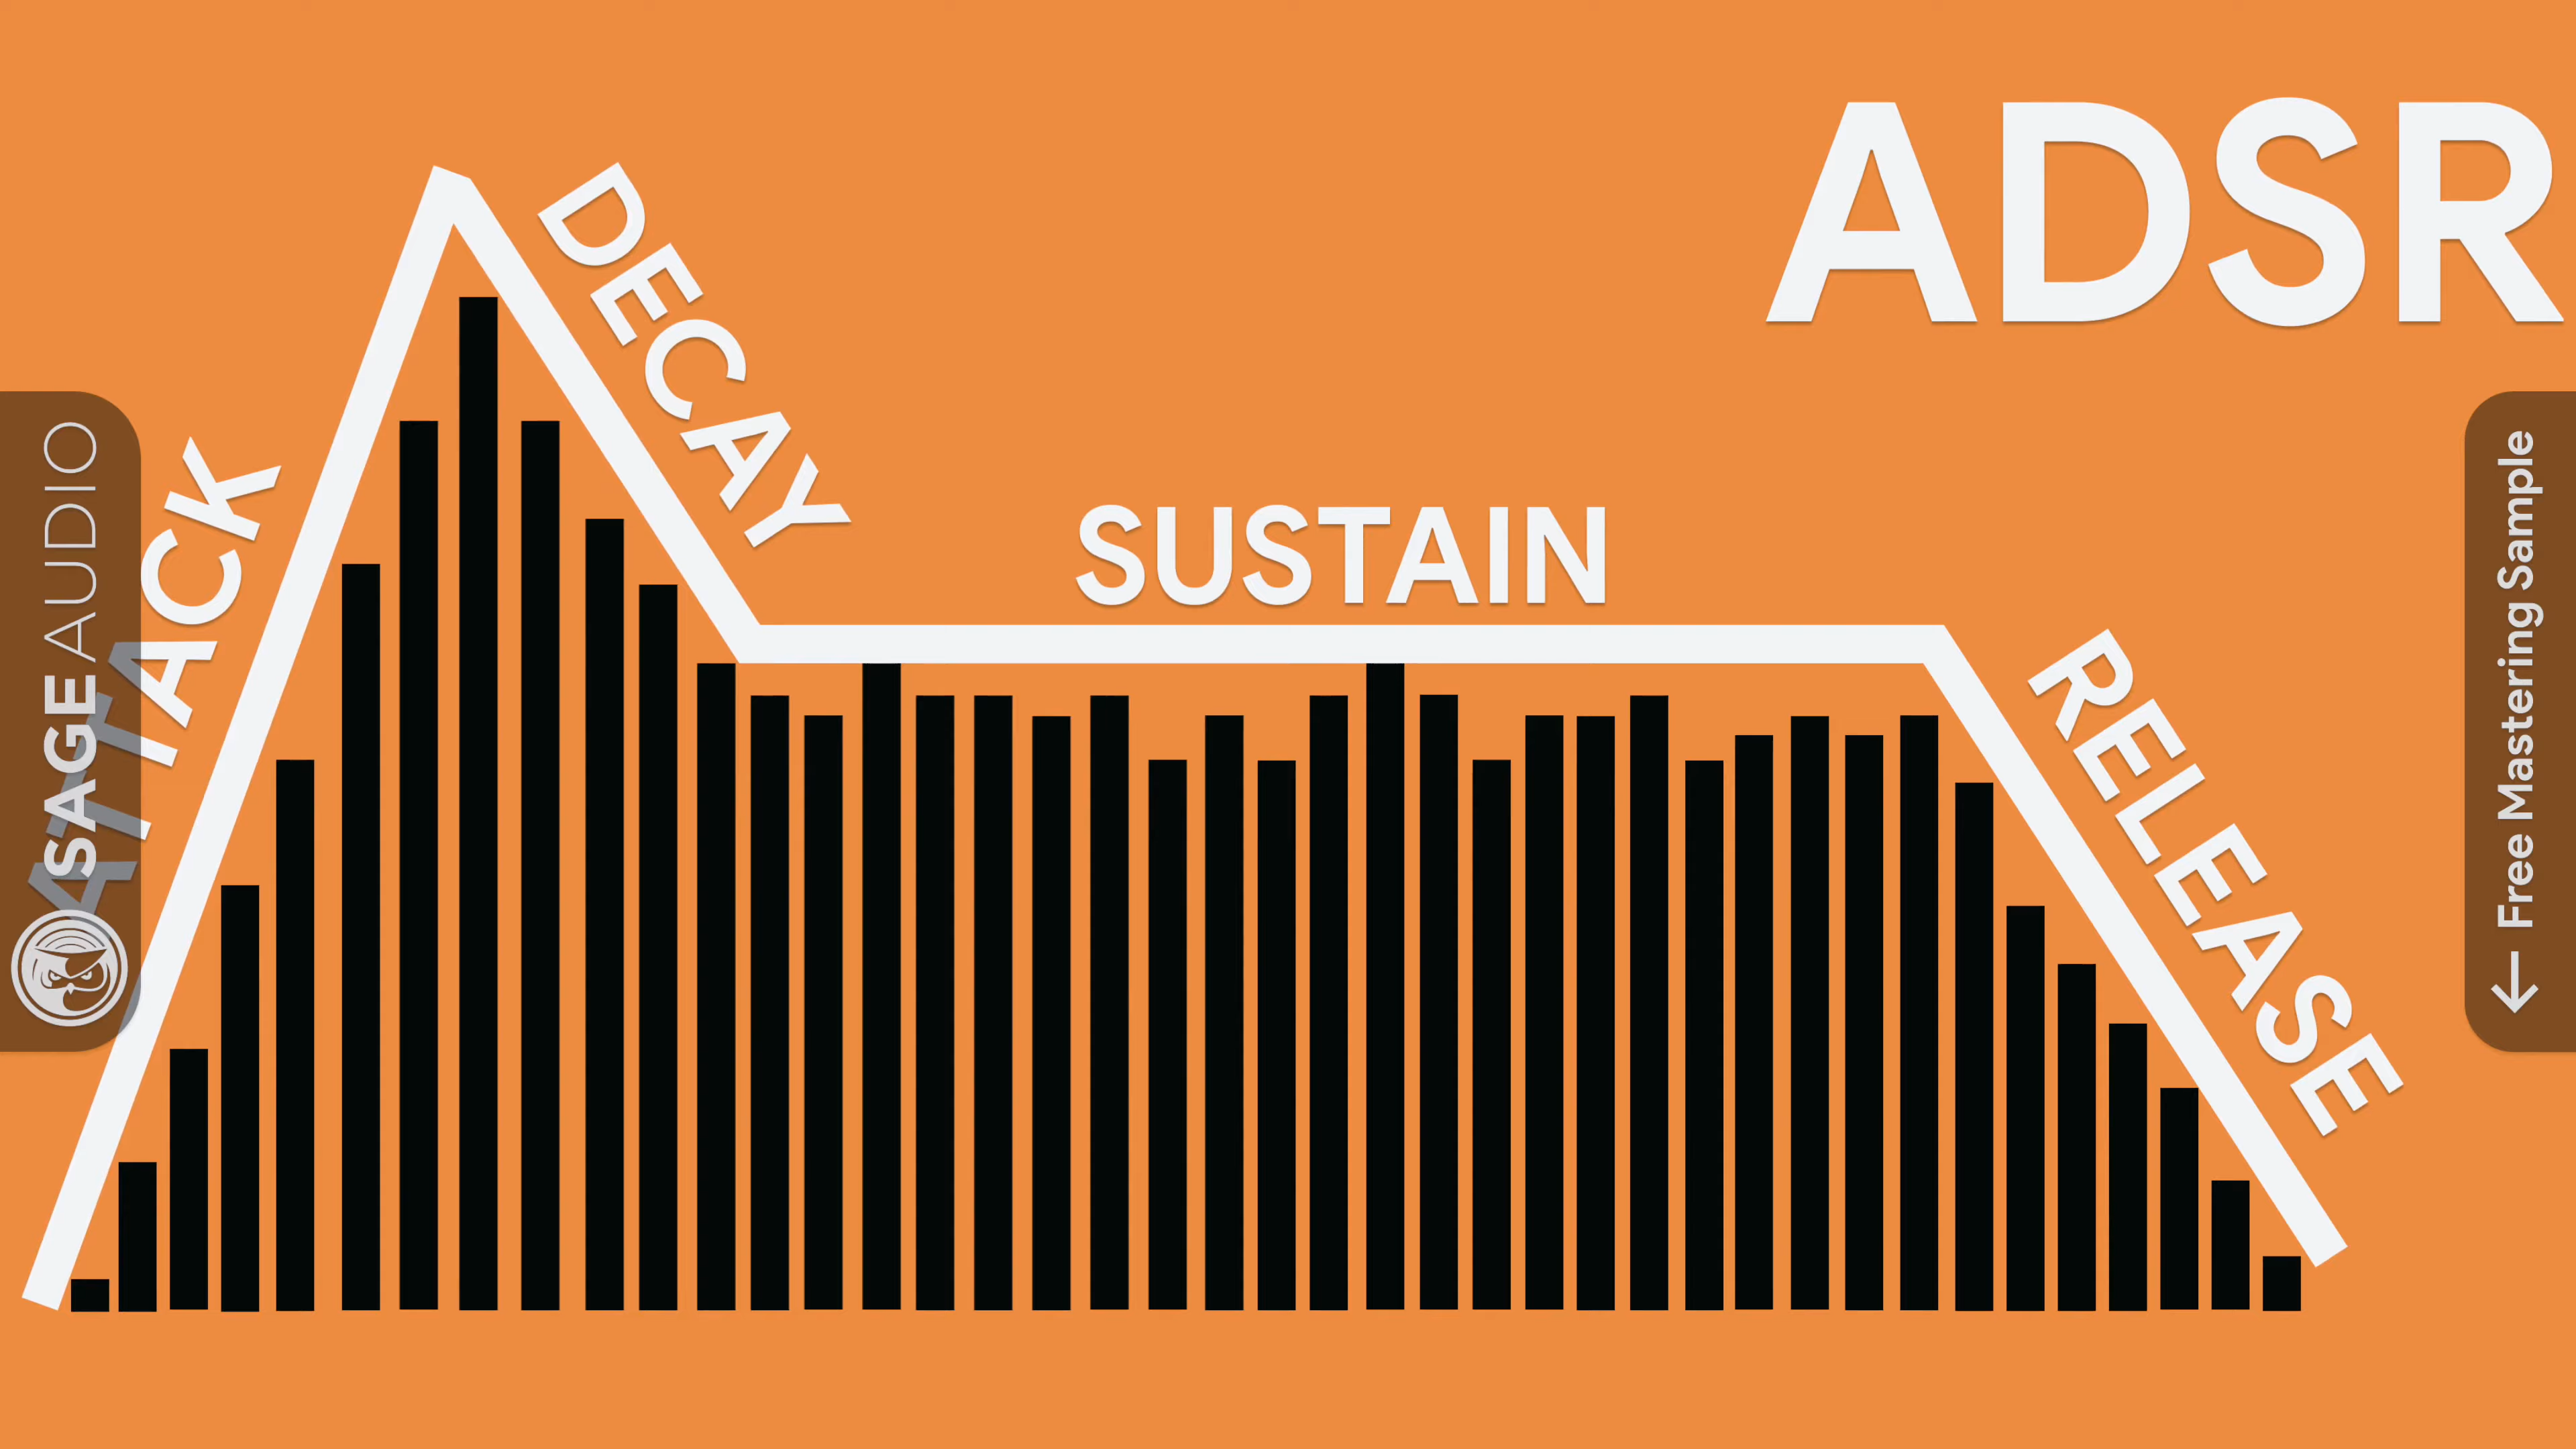 ADSR
ATTACK
DECAY
SUSTAIN
RELEASE
SAGE AUDIO
← Free Mastering Sample